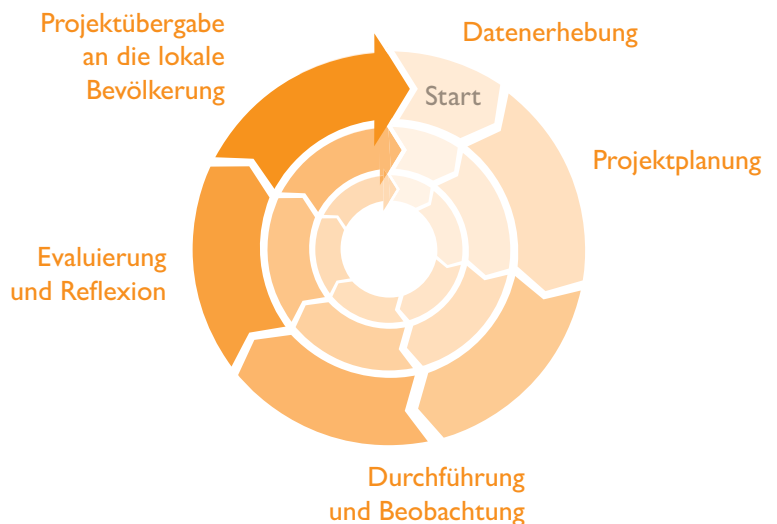 Projektübergabe
an die lokale
Bevölkerung
Datenerhebung
Start
Projektplanung
Evaluierung
und Reflexion
Durchführung
und Beobachtung